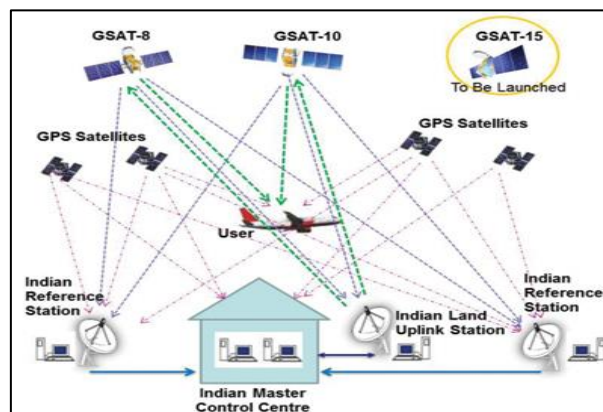 GSAT-8
GSAT-10
GSAT-15
To Be Launched
GPS Satellites
GPS Satellites
User
Indian
Reference
Station
Indian Land
Uplink Station
Indian
Reference
Station
Indian Master
Control Centre